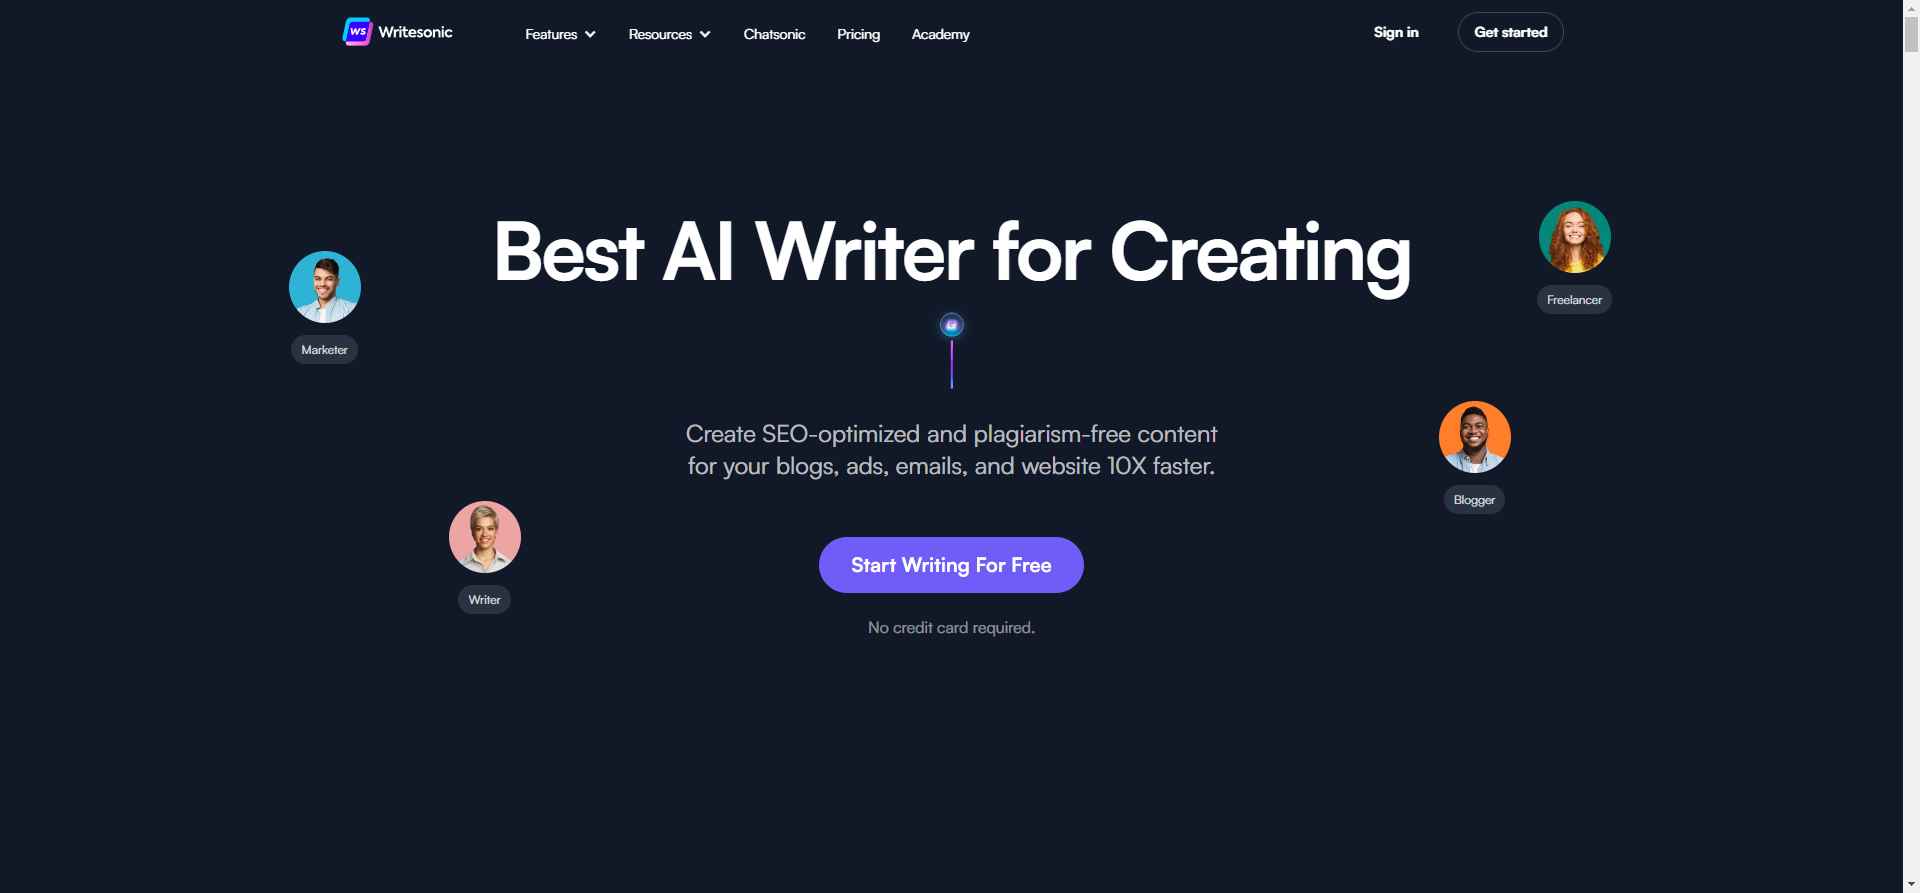 WS Writesonic
Features
Resources
Chatsonic
Pricing
Academy
Sign in
Get started
Best AI Writer for Creating
Marketer
Freelancer
Create SEO-optimized and plagiarism-free content
for your blogs, ads, emails, and website 10X faster.
Blogger
Writer
Start Writing For Free
No credit card required.